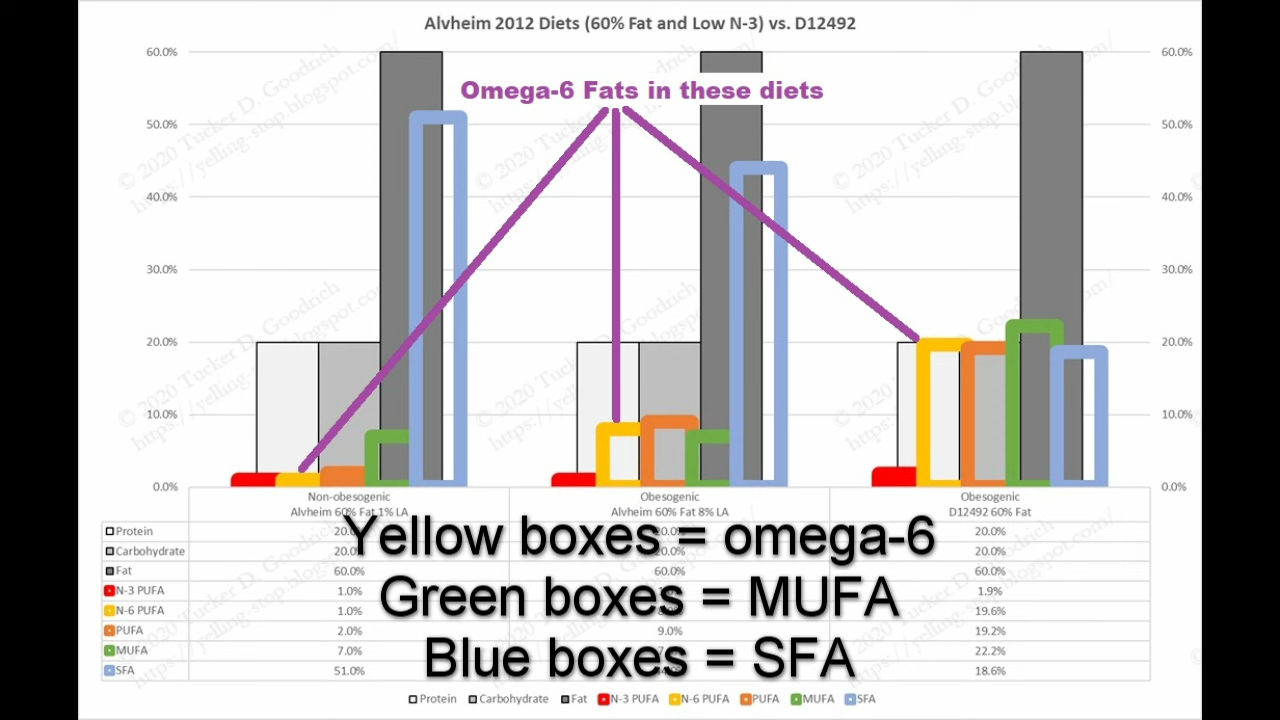 Alvheim 2012 Diets (60% Fat and Low N-3) vs. D12492
Omega-6 Fats in these diets
60.0% 60.0%
50.0% 50.0%
40.0% 40.0%
30.0% 30.0%
20.0% 20.0%
10.0% 10.0%
0.0% 0.0%
© 2020 Tucker D. Goodrich
https://yelling-stop.blogspot.com/
Non-obesogenic Obesogenic Obesogenic
Alvheim 60% Fat 1% LA Alvheim 60% Fat 8% LA D12492 60% Fat
Yellow boxes = omega-6
Green boxes = MUFA
Blue boxes = SFA
Protein 20.0%
Carbohydrate 20.0%
Fat 60.0% 60.0% 60.0%
N-3 PUFA 1.0% 1.9%
N-6 PUFA 1.0% 19.6%
PUFA 2.0% 9.0% 19.2%
MUFA 7.0% 22.2%
SFA 51.0% 18.6%
Protein Carbohydrate Fat N-3 PUFA N-6 PUFA PUFA MUFA SFA